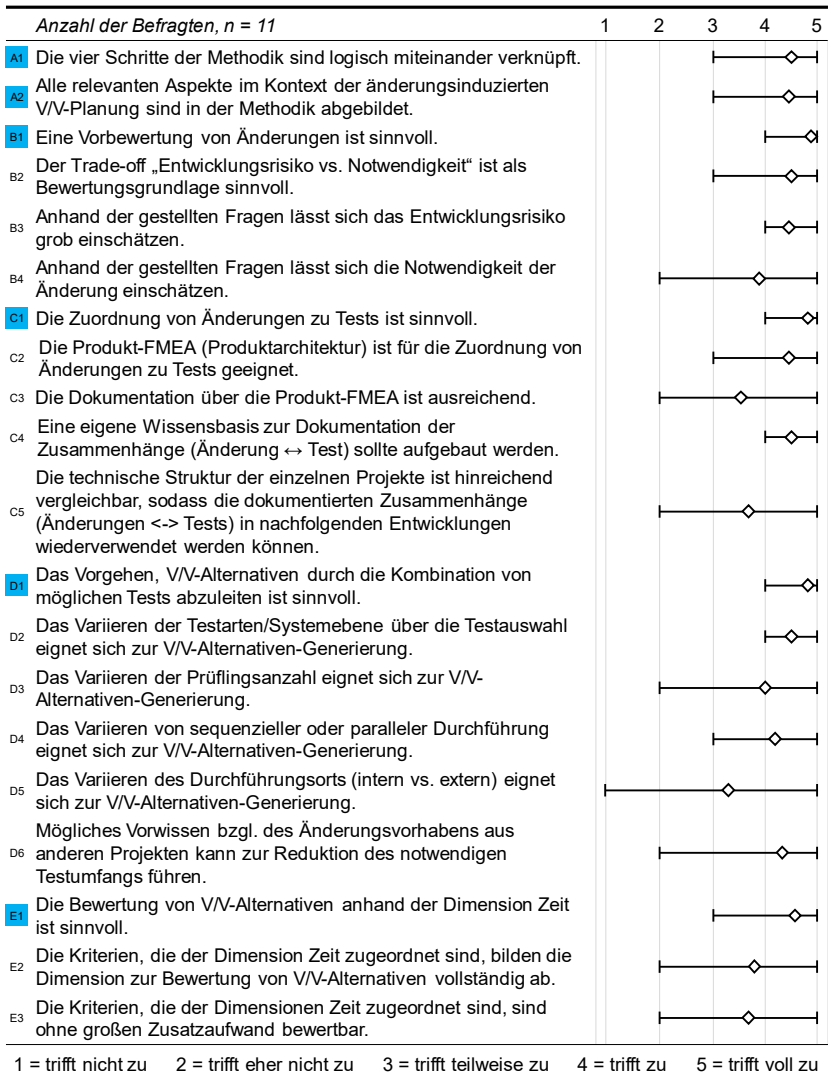 Anzahl der Befragten, n = 11 1 2 3 4 5
A1 Die vier Schritte der Methodik sind logisch miteinander verknüpft.
A2 Alle relevanten Aspekte im Kontext der änderungsinduzierten
V/V-Planung sind in der Methodik abgebildet.
B1 Eine Vorbewertung von Änderungen ist sinnvoll.
B2 Der Trade-off „Entwicklungsrisiko vs. Notwendigkeit“ ist als
Bewertungsgrundlage sinnvoll.
B3 Anhand der gestellten Fragen lässt sich das Entwicklungsrisiko
grob einschätzen.
B4 Anhand der gestellten Fragen lässt sich die Notwendigkeit der
Änderung einschätzen.
C1 Die Zuordnung von Änderungen zu Tests ist sinnvoll.
C2 Die Produkt-FMEA (Produktarchitektur) ist für die Zuordnung von
Änderungen zu Tests geeignet.
C3 Die Dokumentation über die Produkt-FMEA ist ausreichend.
C4 Eine eigene Wissensbasis zur Dokumentation der
Zusammenhänge (Änderung ↔ Test) sollte aufgebaut werden.
Die technische Struktur der einzelnen Projekte ist hinreichend
vergleichbar, sodass die dokumentierten Zusammenhänge
C5 (Änderungen <-> Tests) in nachfolgenden Entwicklungen
wiederverwendet werden können.
D1 Das Vorgehen, V/V-Alternativen durch die Kombination von
möglichen Tests abzuleiten ist sinnvoll.
D2 Das Variieren der Testarten/Systemebene über die Testauswahl
eignet sich zur V/V-Alternativen-Generierung.
D3 Das Variieren der Prüflingsanzahl eignet sich zur V/V-
Alternativen-Generierung.
D4 Das Variieren von sequenzieller oder paralleler Durchführung
eignet sich zur V/V-Alternativen-Generierung.
D5 Das Variieren des Durchführungsorts (intern vs. extern) eignet
sich zur V/V-Alternativen-Generierung.
Mögliches Vorwissen bzgl. des Änderungsvorhabens aus
D6 anderen Projekten kann zur Reduktion des notwendigen
Testumfangs führen.
E1 Die Bewertung von V/V-Alternativen anhand der Dimension Zeit
ist sinnvoll.
E2 Die Kriterien, die der Dimension Zeit zugeordnet sind, bilden die
Dimension zur Bewertung von V/V-Alternativen vollständig ab.
E3 Die Kriterien, die der Dimensionen Zeit zugeordnet sind, sind
ohne großen Zusatzaufwand bewertbar.
1 = trifft nicht zu 2 = trifft eher nicht zu 3 = trifft teilweise zu 4 = trifft zu 5 = trifft voll zu